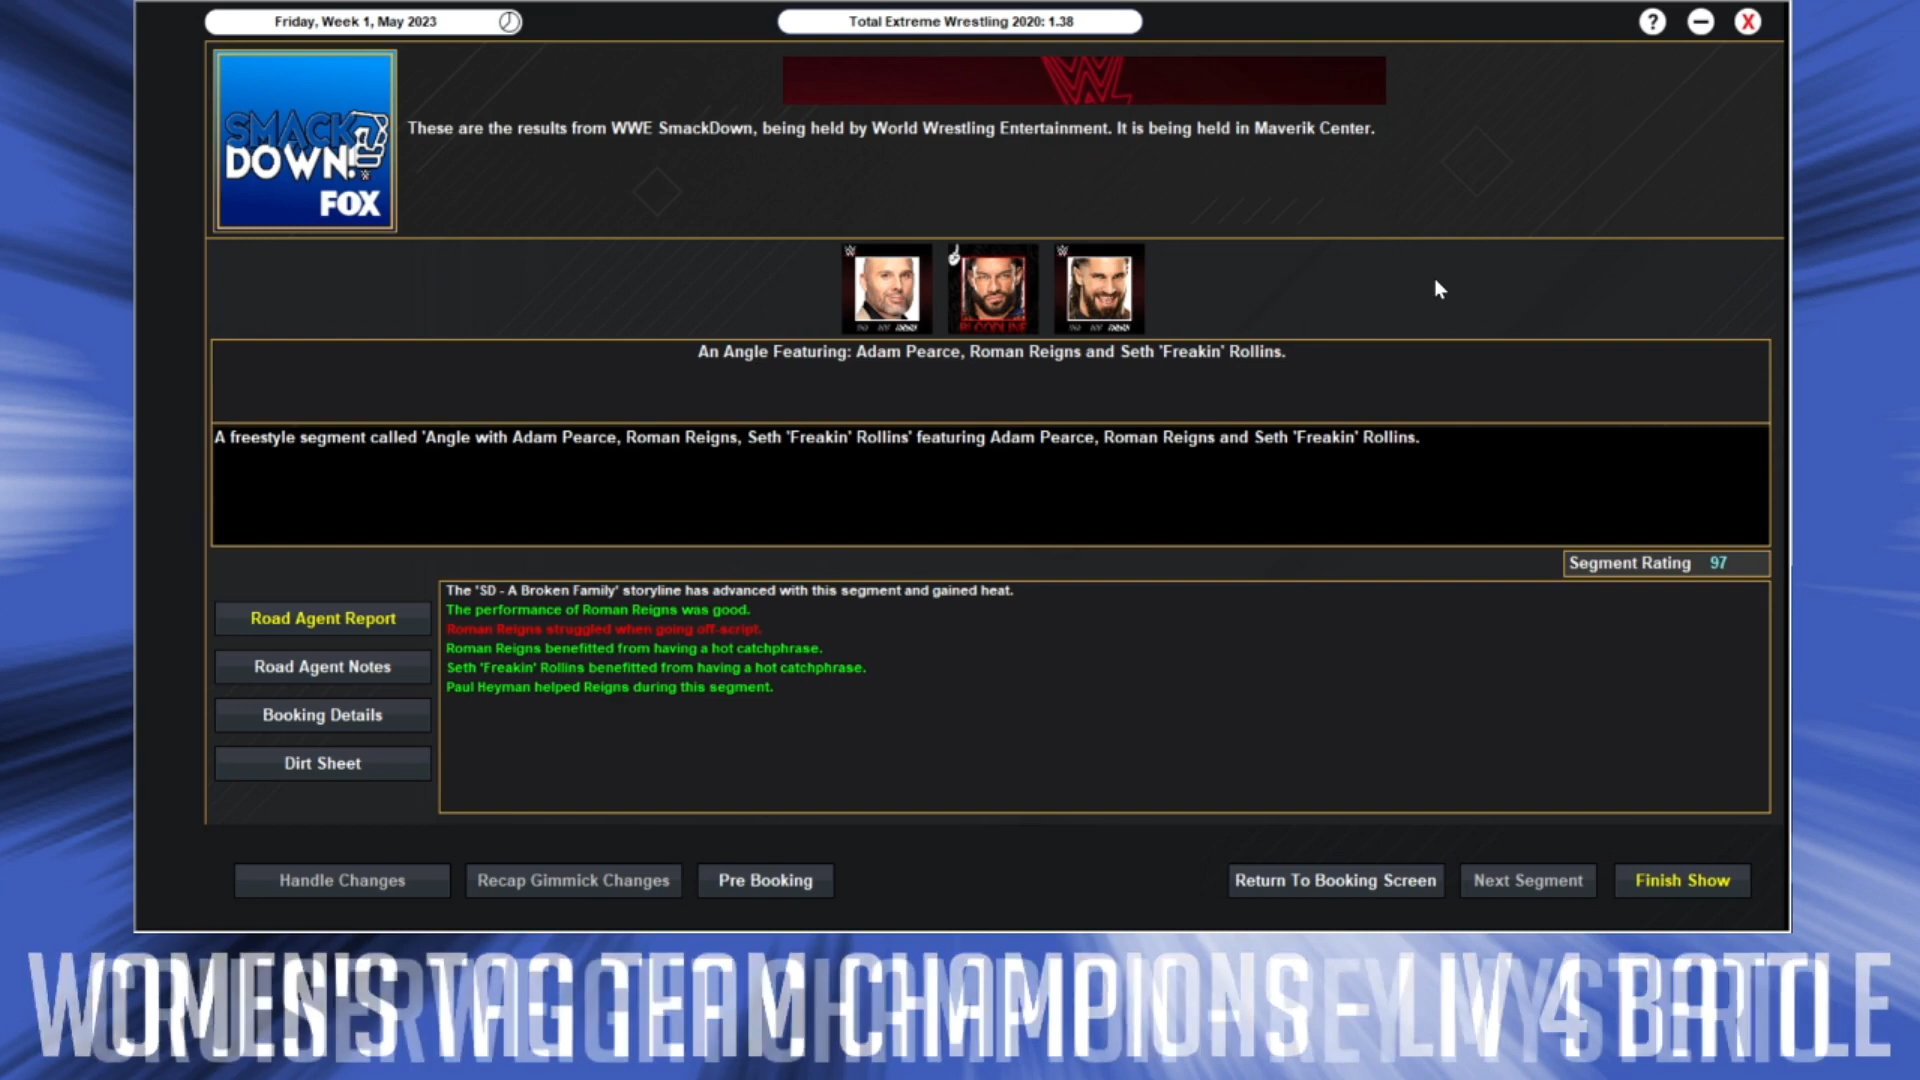 Friday, Week 1, May 2023
Total Extreme Wrestling 2020: 1.38
?
X
SMACK
DOWN!
FOX
These are the results from WWE SmackDown, being held by World Wrestling Entertainment. It is being held in Maverik Center.
BLOODLINE
An Angle Featuring: Adam Pearce, Roman Reigns and Seth 'Freakin' Rollins.
A freestyle segment called 'Angle with Adam Pearce, Roman Reigns, Seth 'Freakin' Rollins' featuring Adam Pearce, Roman Reigns and Seth 'Freakin' Rollins.
Segment Rating 97
Road Agent Report
Road Agent Notes
Booking Details
Dirt Sheet
The 'SD - A Broken Family' storyline has advanced with this segment and gained heat.
The performance of Roman Reigns was good.
Roman Reigns struggled when going off-script.
Roman Reigns benefitted from having a hot catchphrase.
Seth 'Freakin' Rollins benefitted from having a hot catchphrase.
Paul Heyman helped Reigns during this segment.
Handle Changes
Recap Gimmick Changes
Pre Booking
Return To Booking Screen
Next Segment
Finish Show
WOMEN'S TAG TEAM CHAMPIONS - LIV 4 BATTLE